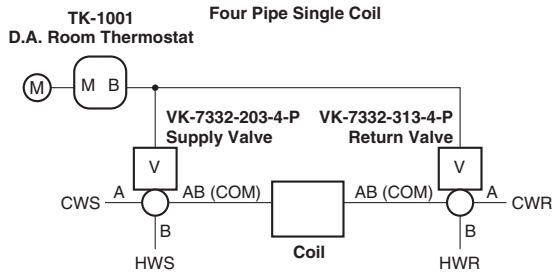 Four Pipe Single Coil
TK-1001
D.A. Room Thermostat
M
M B
VK-7332-203-4-P
Supply Valve
VK-7332-313-4-P
Return Valve
V
V
CWS
A
AB (COM)
AB (COM)
A
CWR
B
B
Coil
HWS
HWR